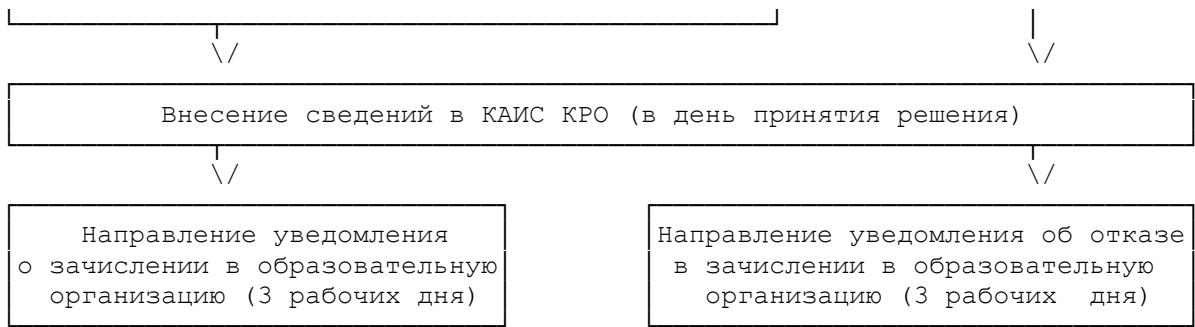 Внесение сведений в КАИС КРО (в день принятия решения)
Направление уведомления
о зачислении в образовательную
организацию (3 рабочих дня)
Направление уведомления об отказе
в зачислении в образовательную
организацию (3 рабочих дня)